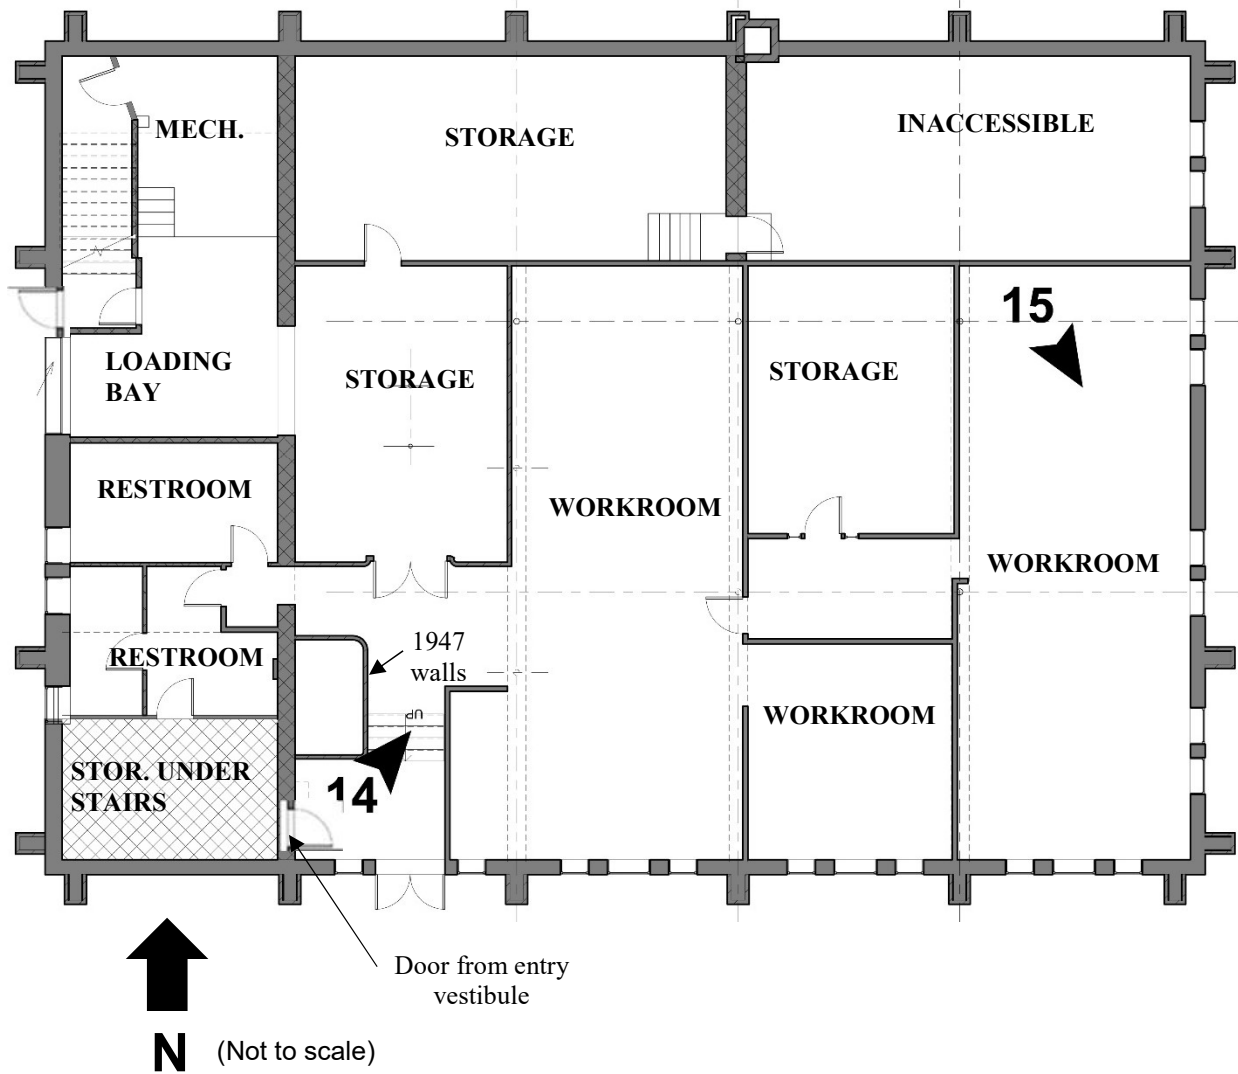 MECH.
STORAGE
INACCESSIBLE
15
LOADING
BAY
STORAGE
STORAGE
RESTROOM
WORKROOM
WORKROOM
1947
walls
RESTROOM
UP
WORKROOM
STOR. UNDER
STAIRS
14
Door from entry
vestibule
N
(Not to scale)